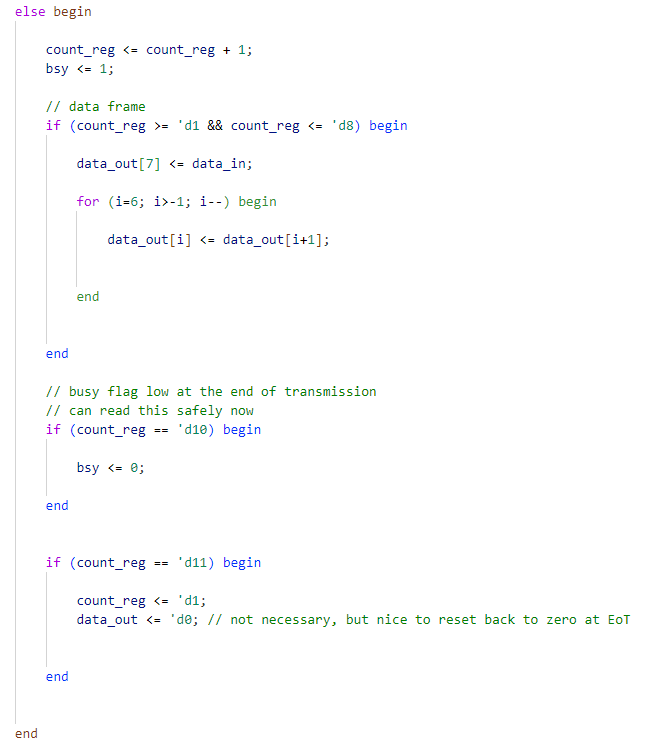 else begin
count_reg <= count_reg + 1;
bsy <= 1;
// data frame
if (count_reg >= 'd1 && count_reg <= 'd8) begin
data_out[7] <= data_in;
for (i=6; i>-1; i--) begin
data_out[i] <= data_out[i+1];
end
end
// busy flag low at the end of transmission
// can read this safely now
if (count_reg == 'd10) begin
bsy <= 0;
end
if (count_reg == 'd11) begin
count_reg <= 'd1;
data_out <= 'd0; // not necessary, but nice to reset back to zero at EoT
end
end